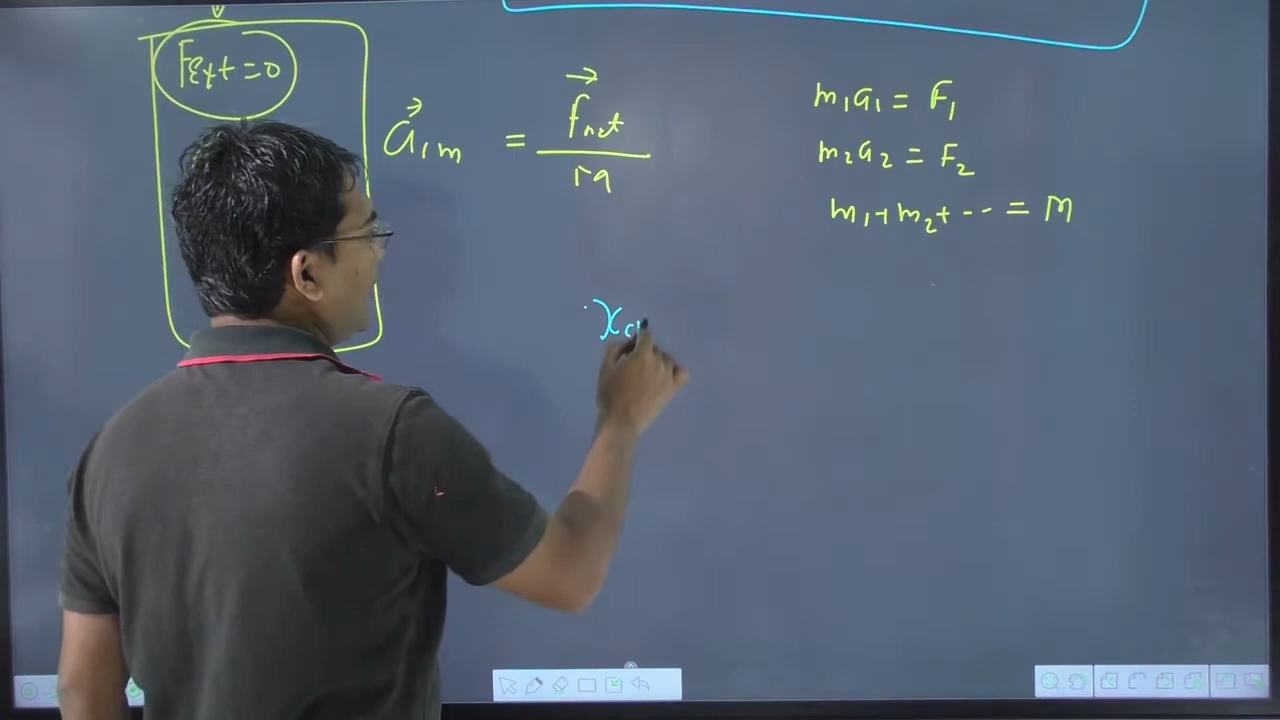 Fext = 0
a⃗cm = f⃗net / M
m₁a₁ = F₁
m₂a₂ = F₂
m₁ + m₂ + -- = M
xc